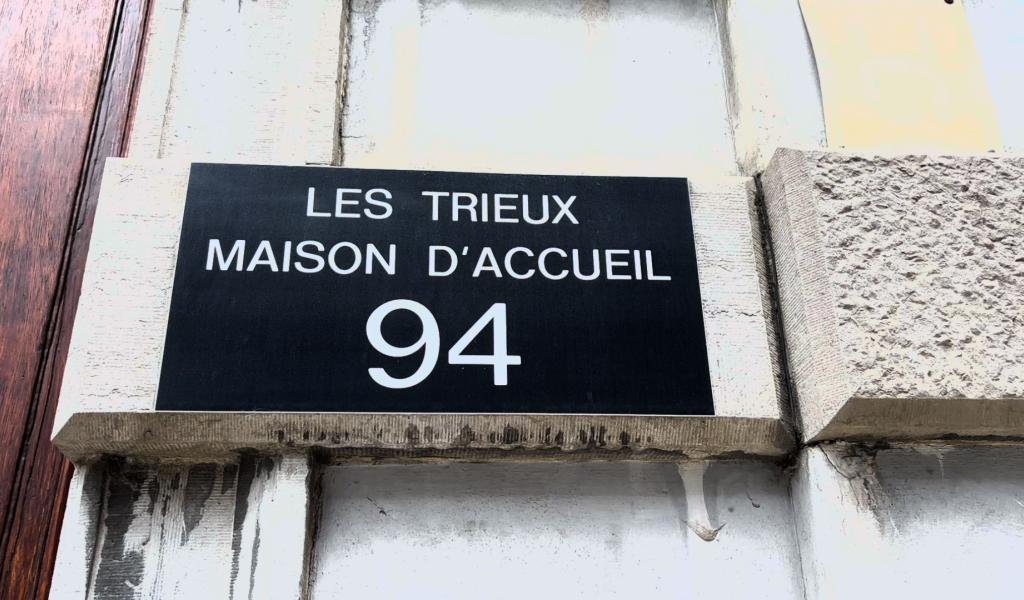 LES TRIEUX
MAISON D'ACCUEIL
94